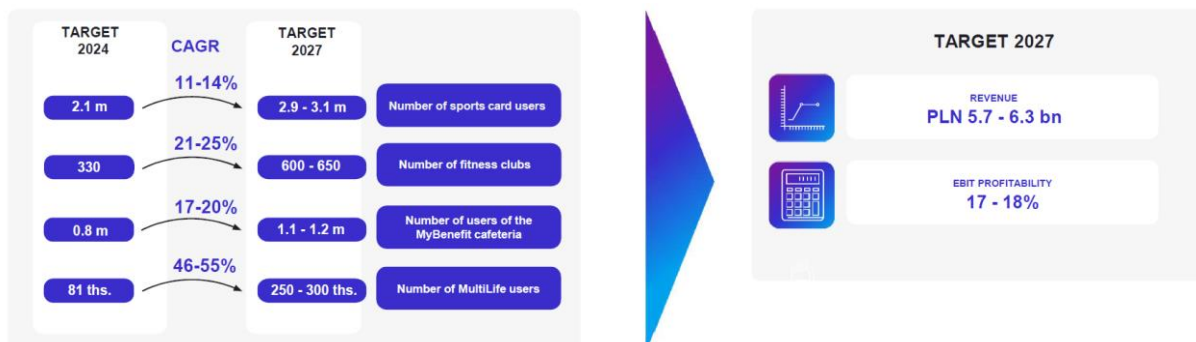 TARGET
2024
CAGR
TARGET
2027
11-14%
2.1 m
2.9 - 3.1 m
Number of sports card users
21-25%
330
600 - 650
Number of fitness clubs
17-20%
0.8 m
1.1 - 1.2 m
Number of users of the
MyBenefit cafeteria
46-55%
81 ths.
250 - 300 ths.
Number of MultiLife users
TARGET 2027
REVENUE
PLN 5.7 - 6.3 bn
EBIT PROFITABILITY
17 - 18%